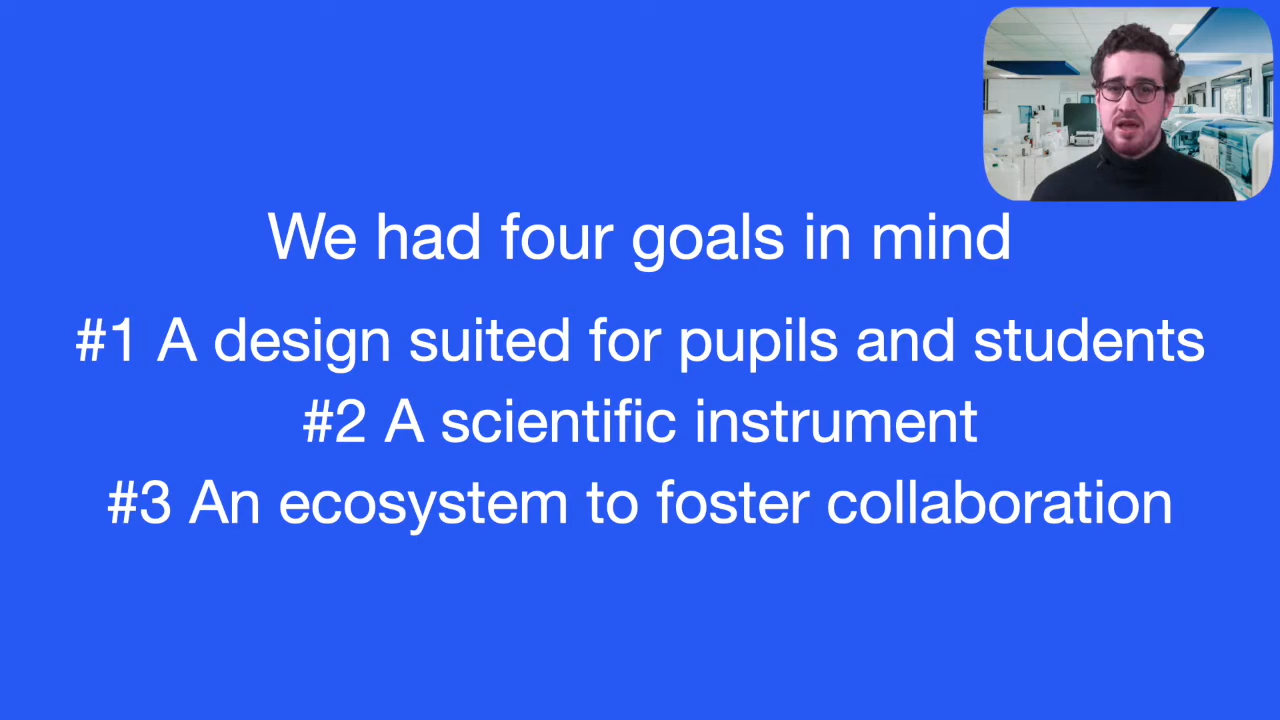 We had four goals in mind
#1 A design suited for pupils and students
#2 A scientific instrument
#3 An ecosystem to foster collaboration